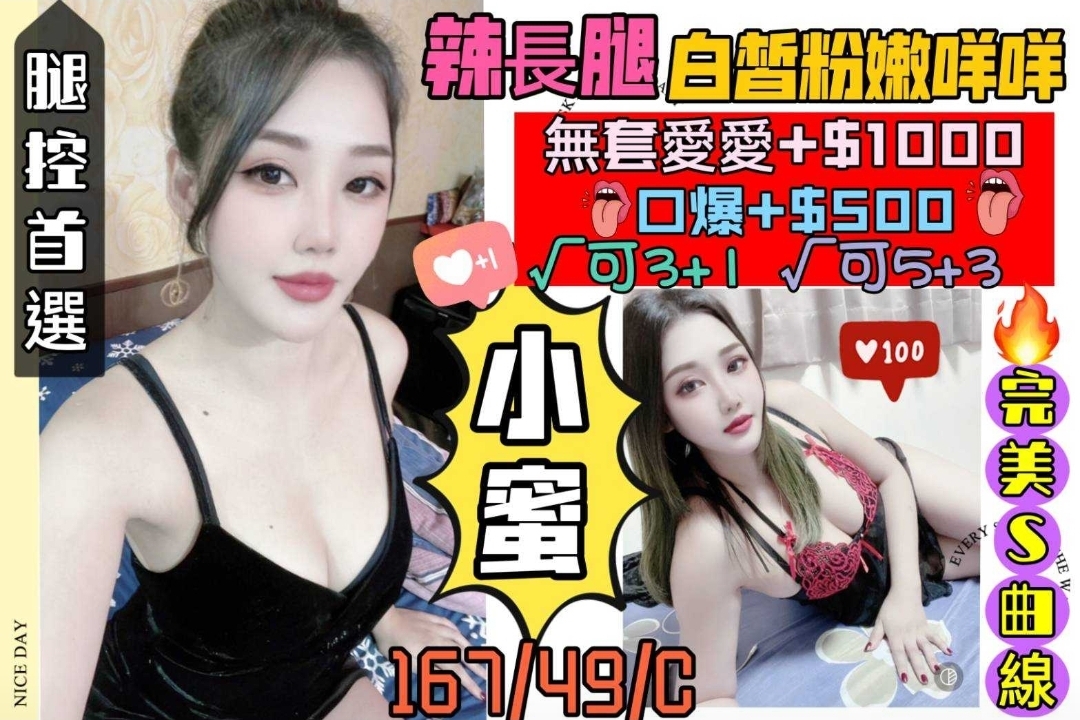 腿控首選
辣長腿 白皙粉嫩咩咩
無套愛愛+$1000
口爆+$500
√可3+1 √可5+3
+1
小蜜
100
完美S曲線
EVERY
HE W
167/49/C
NICE DAY